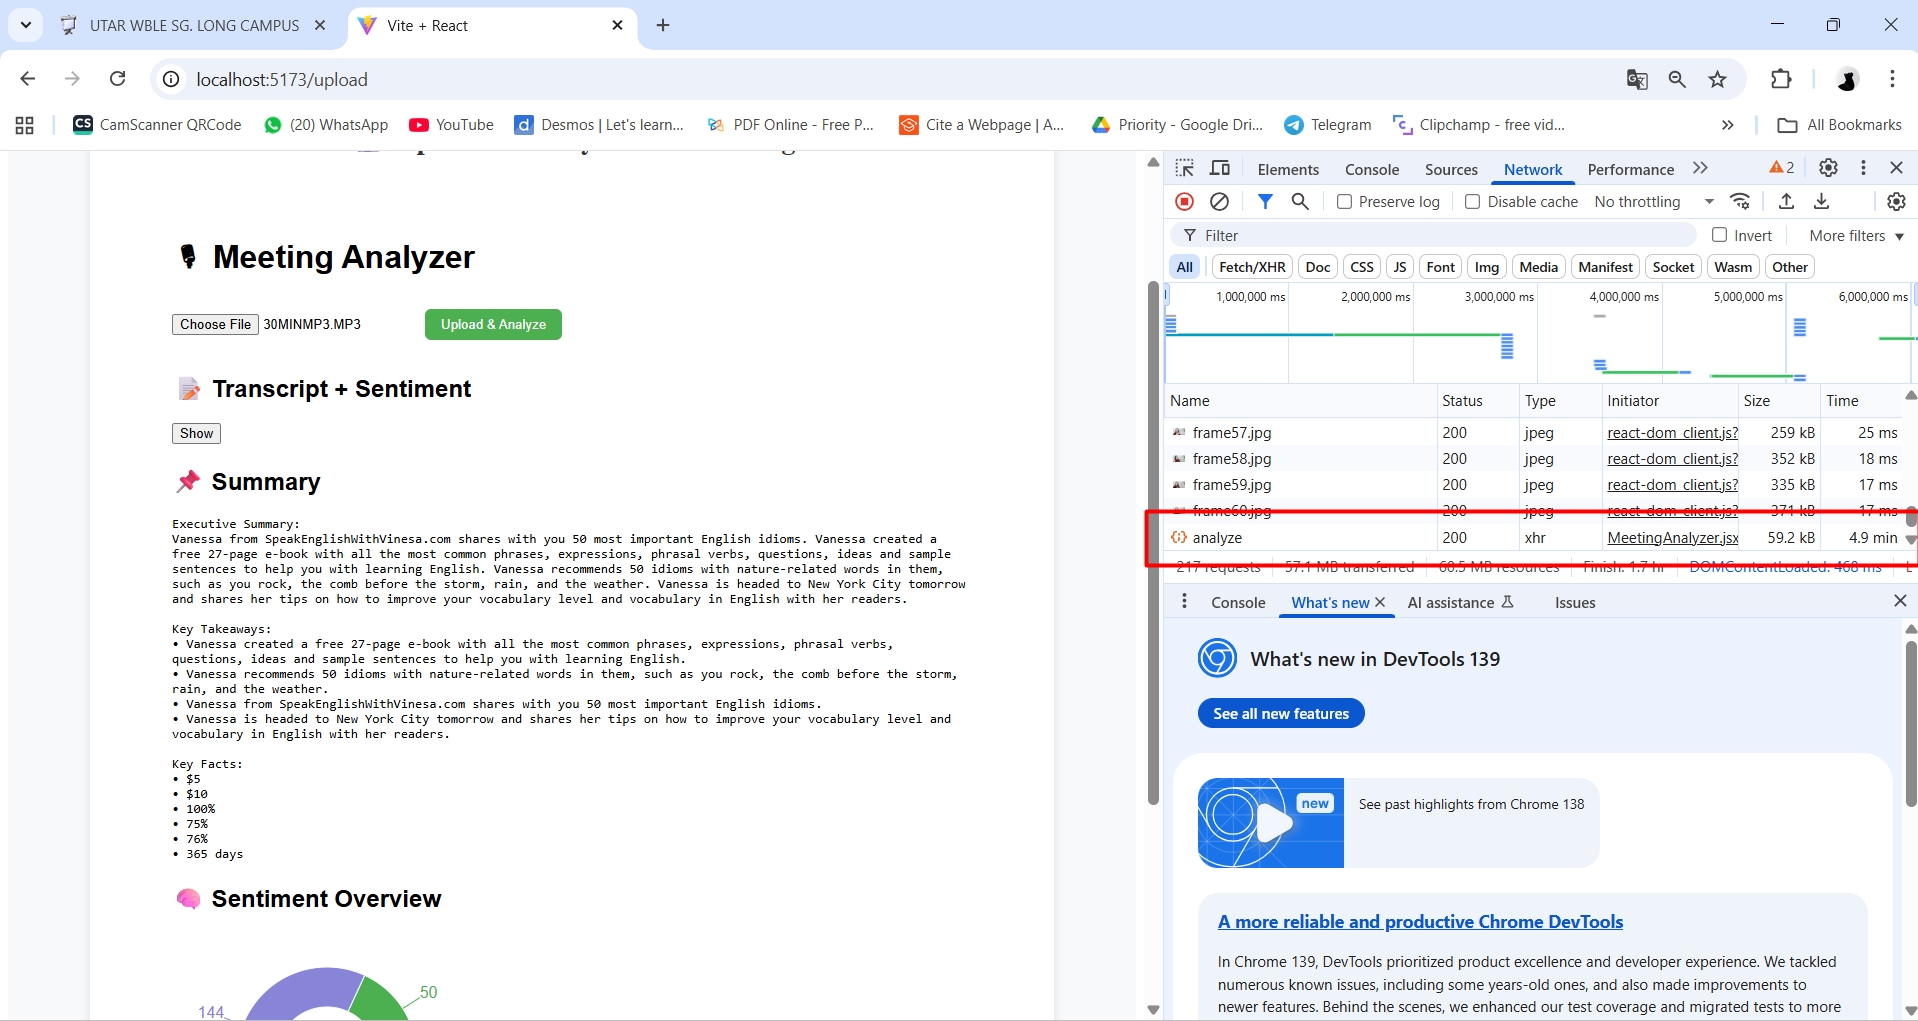 UTAR WBLE SG. LONG CAMPUS
Vite + React
localhost:5173/upload
CS CamScanner QRCode
(20) WhatsApp
YouTube
d Desmos | Let's learn...
PDF Online - Free P...
Cite a Webpage | A...
Priority - Google Dri...
Telegram
Clipchamp - free vid...
All Bookmarks
Meeting Analyzer
Choose File 30MINMP3.MP3
Upload & Analyze
Transcript + Sentiment
Show
Summary
Executive Summary:
Vanessa from SpeakEnglishWithVinesa.com shares with you 50 most important English idioms. Vanessa created a
free 27-page e-book with all the most common phrases, expressions, phrasal verbs, questions, ideas and sample
sentences to help you with learning English. Vanessa recommends 50 idioms with nature-related words in them,
such as you rock, the comb before the storm, rain, and the weather. Vanessa is headed to New York City tomorrow
and shares her tips on how to improve your vocabulary level and vocabulary in English with her readers.
Key Takeaways:
• Vanessa created a free 27-page e-book with all the most common phrases, expressions, phrasal verbs,
questions, ideas and sample sentences to help you with learning English.
• Vanessa recommends 50 idioms with nature-related words in them, such as you rock, the comb before the storm,
rain, and the weather.
• Vanessa from SpeakEnglishWithVinesa.com shares with you 50 most important English idioms.
• Vanessa is headed to New York City tomorrow and shares her tips on how to improve your vocabulary level and
vocabulary in English with her readers.
Key Facts:
• $5
• $10
• 100%
• 75%
• 76%
• 365 days
Sentiment Overview
144
50
Elements Console Sources Network Performance 2
Preserve log Disable cache No throttling
Filter Invert More filters
All Fetch/XHR Doc CSS JS Font Img Media Manifest Socket Wasm Other
1,000,000 ms 2,000,000 ms 3,000,000 ms 4,000,000 ms 5,000,000 ms 6,000,000 ms
Name Status Type Initiator Size Time
frame57.jpg 200 jpeg react-dom_client.js? 259 kB 25 ms
frame58.jpg 200 jpeg react-dom_client.js? 352 kB 18 ms
frame59.jpg 200 jpeg react-dom_client.js? 335 kB 17 ms
frame60.jpg 200 jpeg react-dom_client.js? 371 kB 17 ms
analyze 200 xhr MeetingAnalyzer.jsx 59.2 kB 4.9 min
217 requests 57.1 MB transferred 60.5 MB resources Finish: 1.7 hr DOMContentLoaded: 468 ms
Console What's new AI assistance Issues
What's new in DevTools 139
See all new features
new
See past highlights from Chrome 138
A more reliable and productive Chrome DevTools
In Chrome 139, DevTools prioritized product excellence and developer experience. We tackled
numerous known issues, including some years-old ones, and also made improvements to
newer features. Behind the scenes, we enhanced our test coverage and migrated tests to more